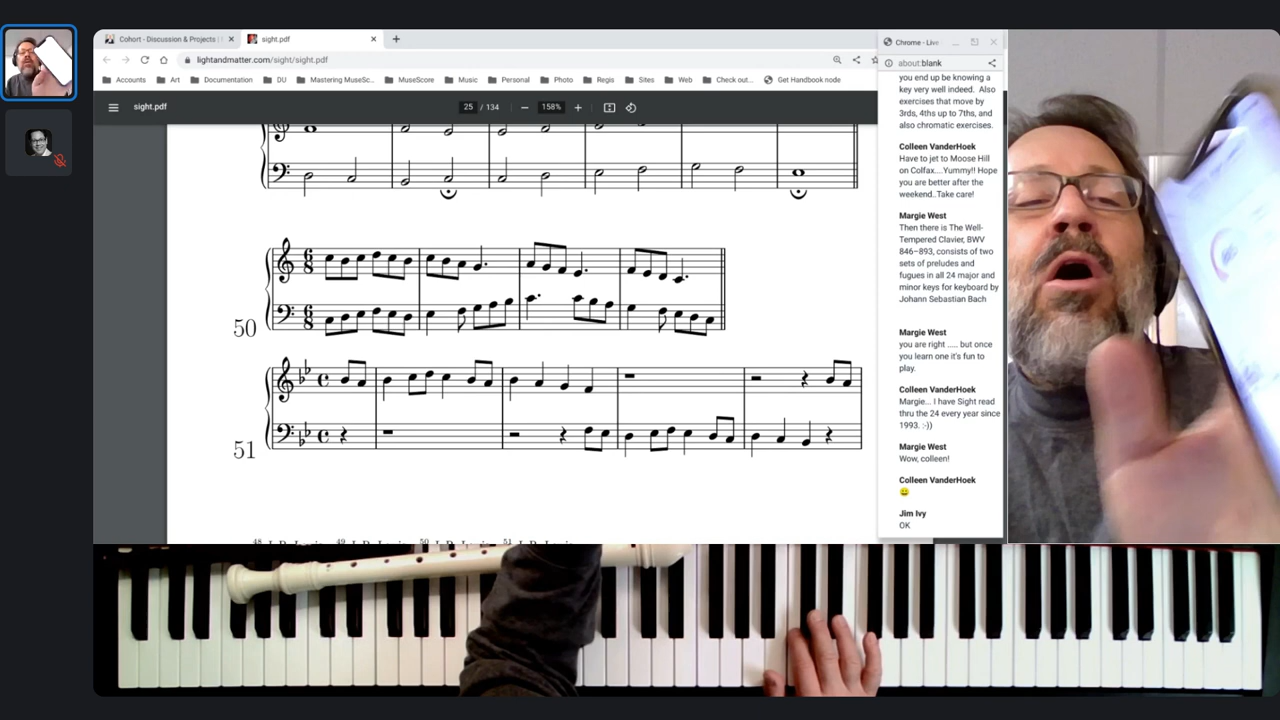 Cohort - Discussion & Projects |
sight.pdf
Chrome - Live
lightandmatter.com/sight/sight.pdf
about:blank
Accounts
Art
Documentation
DU
Mastering MuseSc...
MuseScore
Music
Personal
Photo
Regis
Sites
Web
Check out...
Get Handbook node
sight.pdf
25 / 134
158%
you end up be knowing a
key very well indeed. Also
exercises that move by
3rds, 4ths up to 7ths, and
also chromatic exercises.
Colleen VanderHoek
Have to jet to Moose Hill
on Colfax....Yummy!! Hope
you are better after the
weekend..Take care!
Margie West
Then there is The Well-
Tempered Clavier, BWV
846–893, consists of two
sets of preludes and
fugues in all 24 major and
minor keys for keyboard by
Johann Sebastian Bach
Margie West
you are right ..... but once
you learn one it's fun to
play.
Colleen VanderHoek
Margie... I have Sight read
thru the 24 every year since
1993. :-))
Margie West
Wow, colleen!
Colleen VanderHoek
Jim Ivy
OK
6
8
50
51